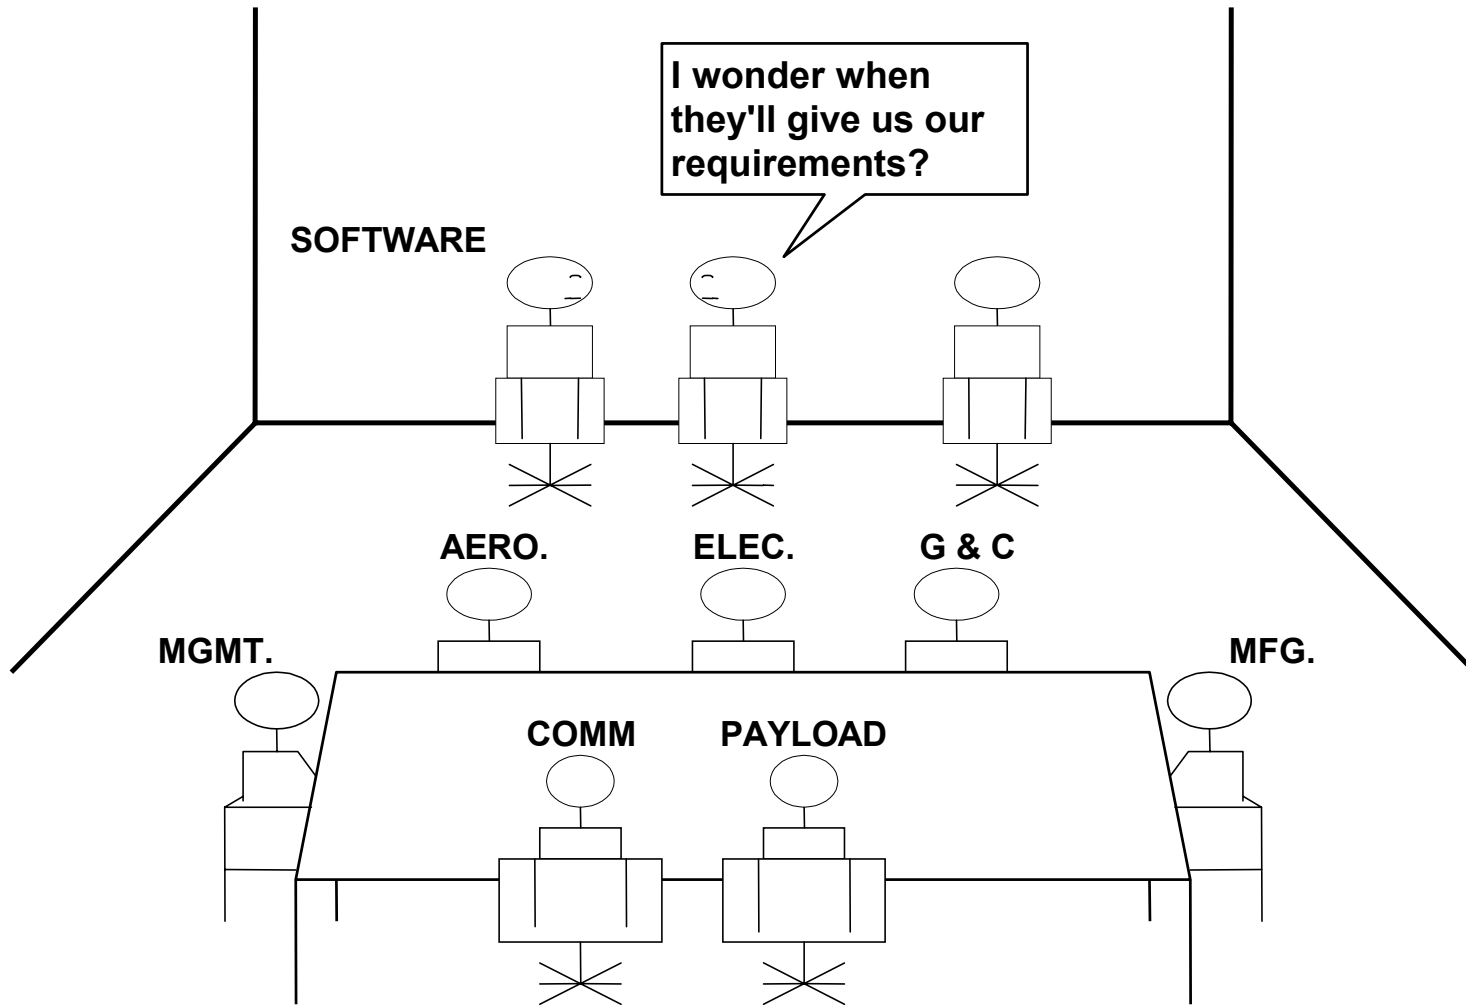 I wonder when
they'll give us our
requirements?
SOFTWARE
AERO.
ELEC.
G & C
MGMT.
MFG.
COMM
PAYLOAD